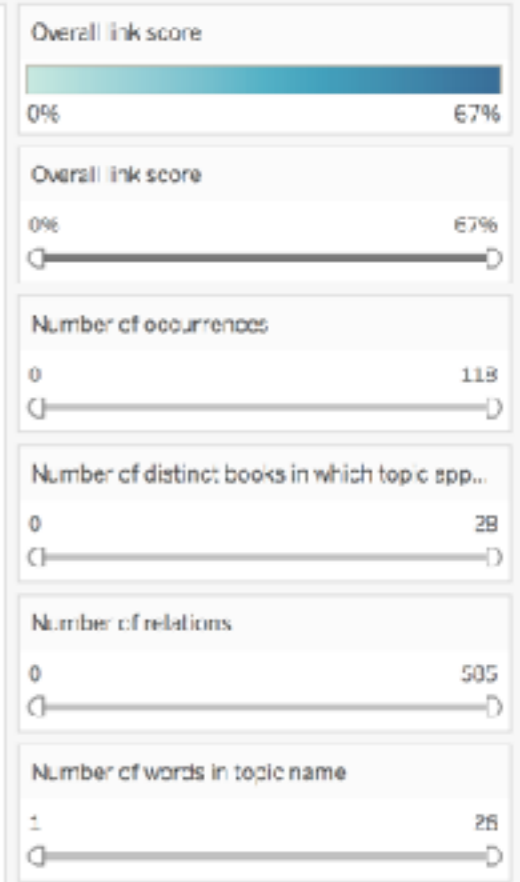 Overall link score
0% 67%
Overall link score
0% 67%
Number of occurrences
0 118
Number of distinct books in which topic app...
0 28
Number of relations
0
Number of words in topic name
1 26